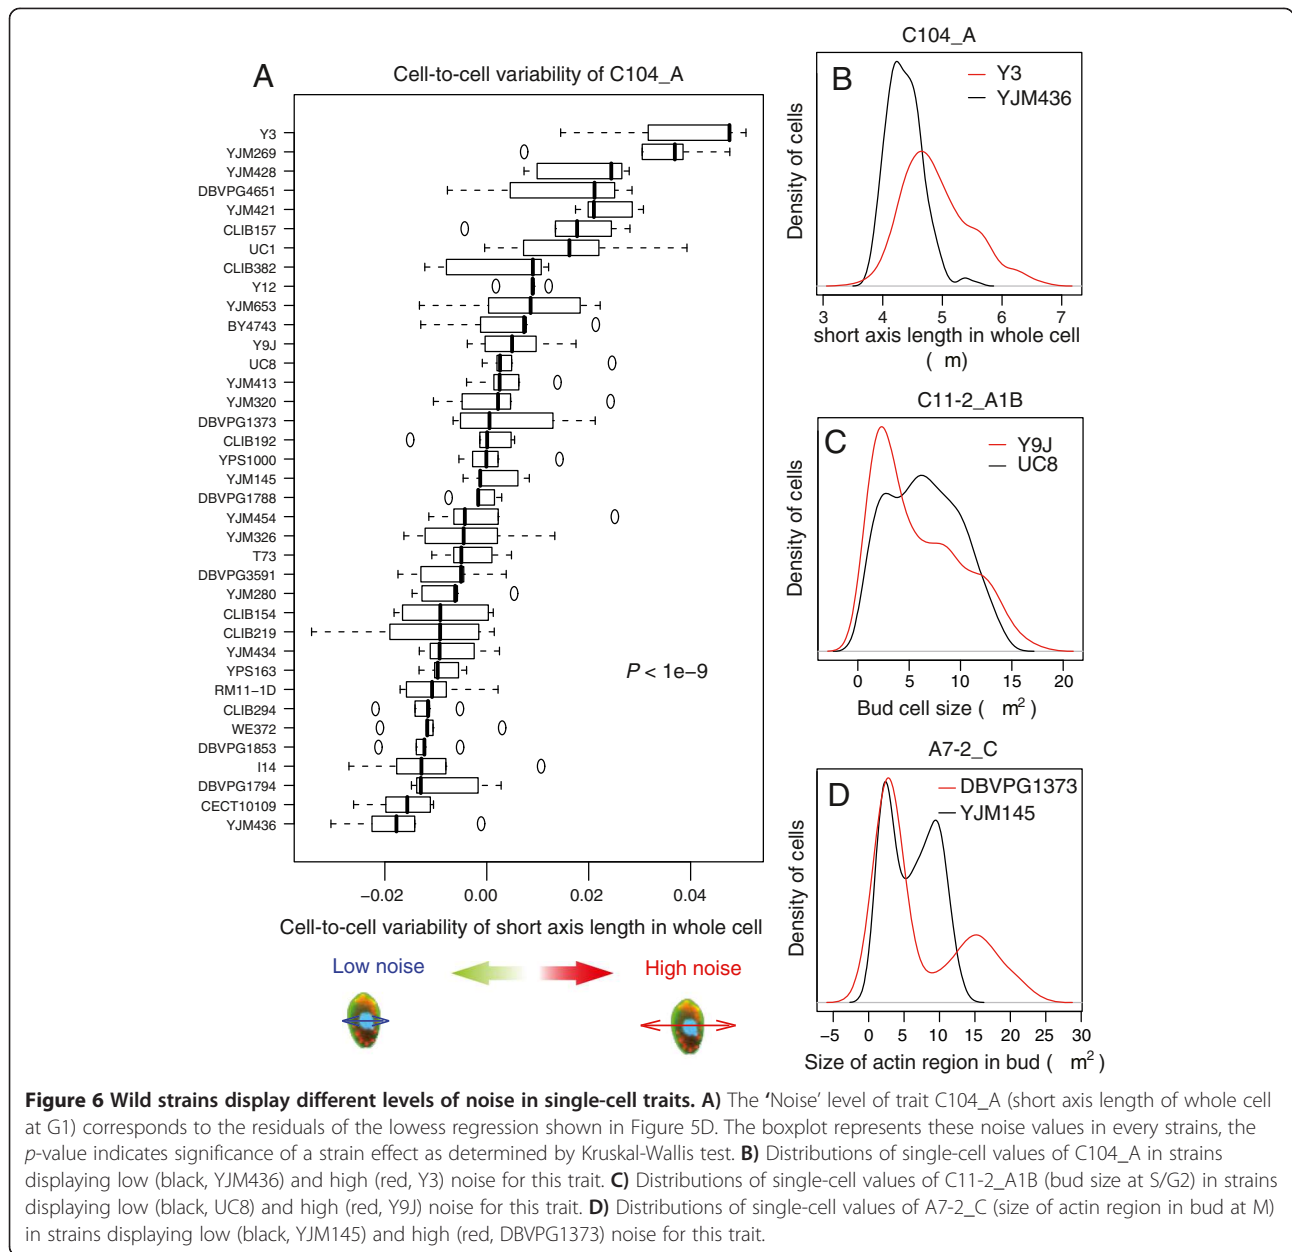 A
Cell-to-cell variability of C104_A
Y3
YJM269
YJM428
DBVPG4651
YJM421
CLIB157
UC1
CLIB382
Y12
YJM653
BY4743
Y9J
UC8
YJM413
YJM320
DBVPG1373
CLIB192
YPS1000
YJM145
DBVPG1788
YJM454
YJM326
T73
DBVPG3591
YJM280
CLIB154
CLIB219
YJM434
YPS163
RM11−1D
CLIB294
WE372
DBVPG1853
I14
DBVPG1794
CECT10109
YJM436
P < 1e−9
−0.02 0.00 0.02 0.04
Cell-to-cell variability of short axis length in whole cell
Low noise
High noise
C104_A
B
Y3
YJM436
Density of cells
3 4 5 6 7
short axis length in whole cell
( m)
C11-2_A1B
C
Y9J
UC8
Density of cells
0 5 10 15 20
Bud cell size ( m²)
A7-2_C
D
DBVPG1373
YJM145
Density of cells
−5 0 5 10 15 20 25 30
Size of actin region in bud ( m²)
Figure 6 Wild strains display different levels of noise in single-cell traits. A) The 'Noise' level of trait C104_A (short axis length of whole cell
at G1) corresponds to the residuals of the lowess regression shown in Figure 5D. The boxplot represents these noise values in every strains, the
p-value indicates significance of a strain effect as determined by Kruskal-Wallis test. B) Distributions of single-cell values of C104_A in strains
displaying low (black, YJM436) and high (red, Y3) noise for this trait. C) Distributions of single-cell values of C11-2_A1B (bud size at S/G2) in strains
displaying low (black, UC8) and high (red, Y9J) noise for this trait. D) Distributions of single-cell values of A7-2_C (size of actin region in bud at M)
in strains displaying low (black, YJM145) and high (red, DBVPG1373) noise for this trait.